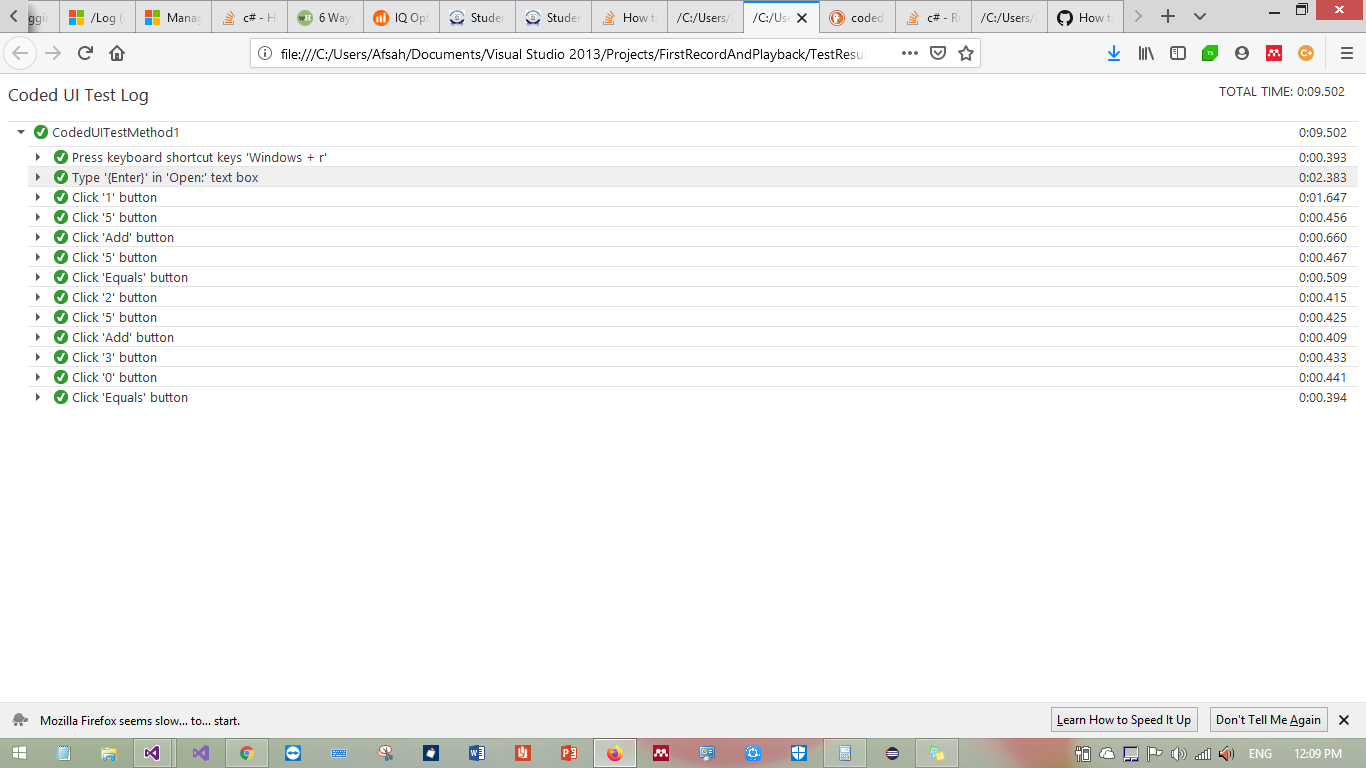 ggin
/Log (
Manag
c# - H
6 Way
IQ Opt
Studen
Studen
How to
/C:/Users/
/C:/Use
coded
c# - R
/C:/Users/
How to
file:///C:/Users/Afsah/Documents/Visual Studio 2013/Projects/FirstRecordAndPlayback/TestResul
Coded UI Test Log
TOTAL TIME: 0:09.502
CodedUITestMethod1 0:09.502
Press keyboard shortcut keys 'Windows + r' 0:00.393
Type '{Enter}' in 'Open:' text box 0:02.383
Click '1' button 0:01.647
Click '5' button 0:00.456
Click 'Add' button 0:00.660
Click '5' button 0:00.467
Click 'Equals' button 0:00.509
Click '2' button 0:00.415
Click '5' button 0:00.425
Click 'Add' button 0:00.409
Click '3' button 0:00.433
Click '0' button 0:00.441
Click 'Equals' button 0:00.394
Mozilla Firefox seems slow... to... start.
Learn How to Speed It Up
Don't Tell Me Again
ENG
12:09 PM